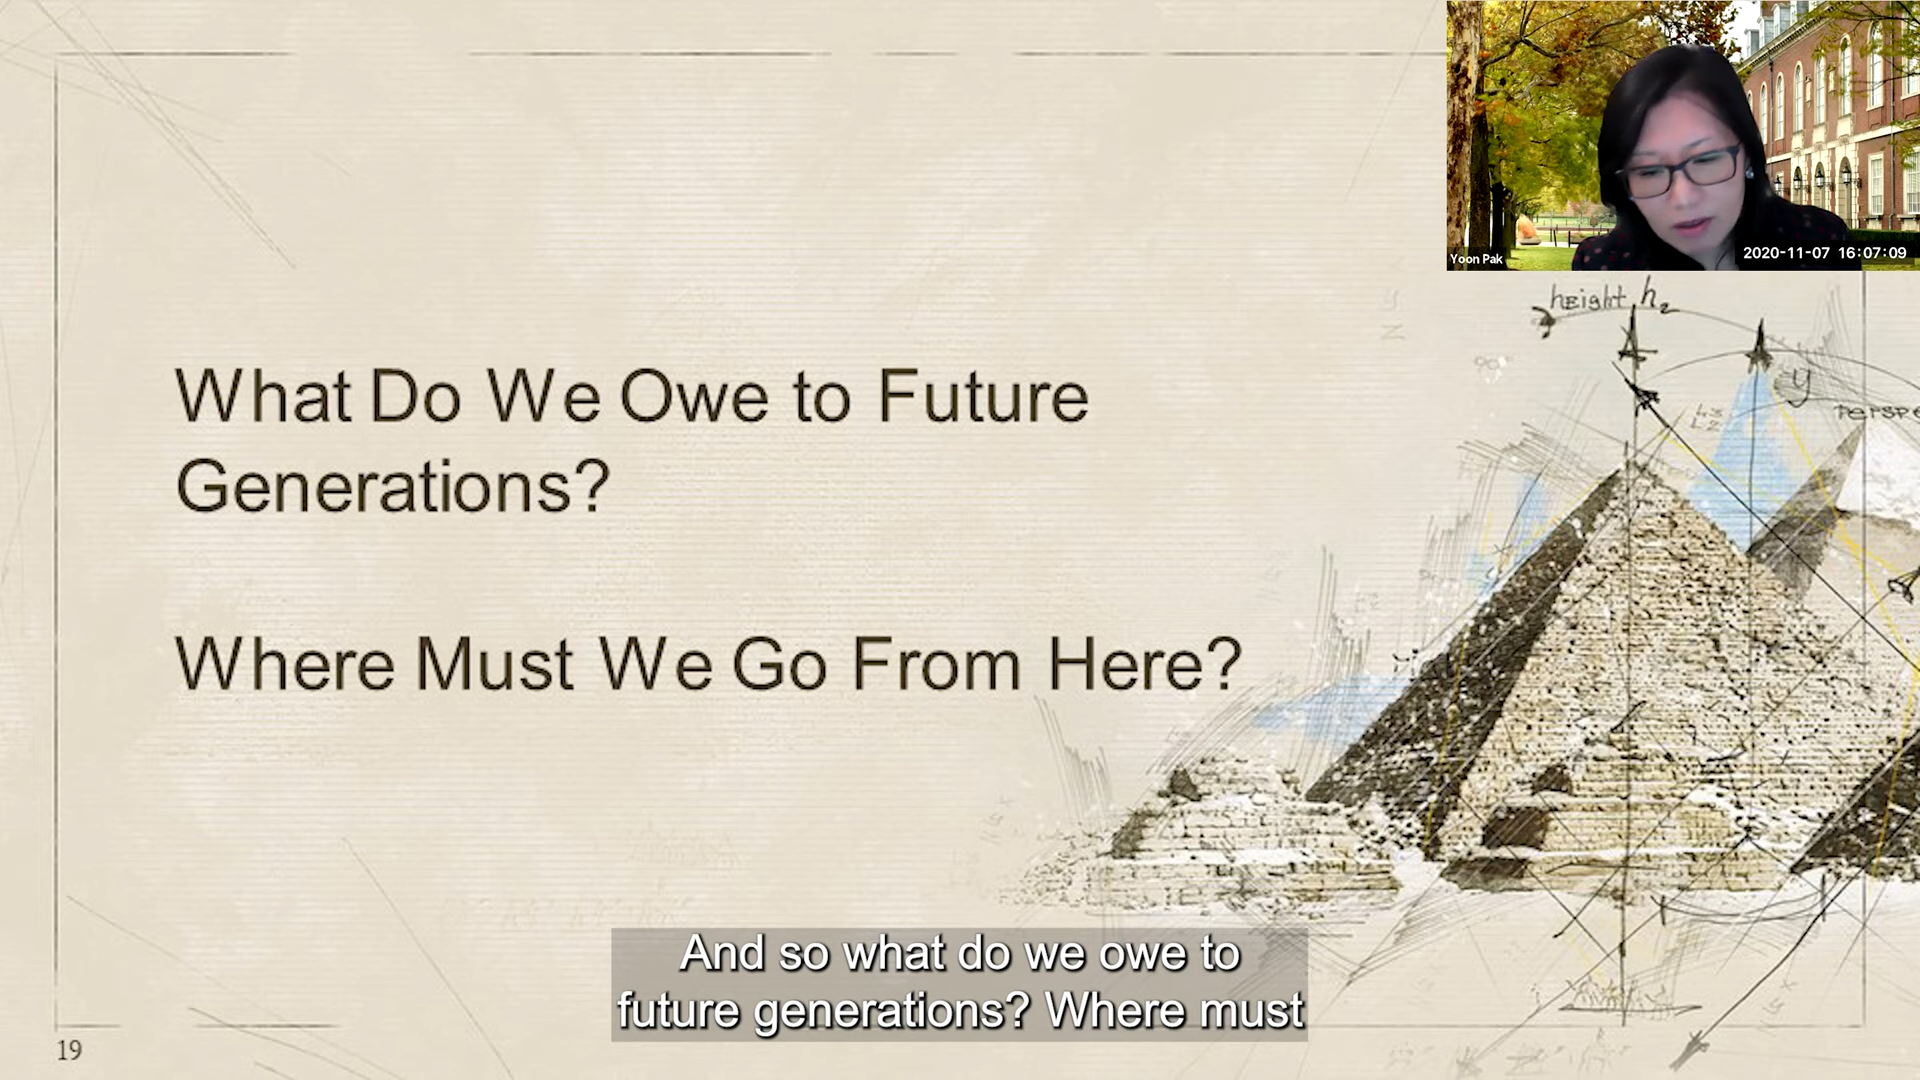 What Do We Owe to Future
Generations?
Where Must We Go From Here?
Yoon Pak
2020-11-07 16:07:09
height h₂
y
And so what do we owe to
future generations? Where must
19